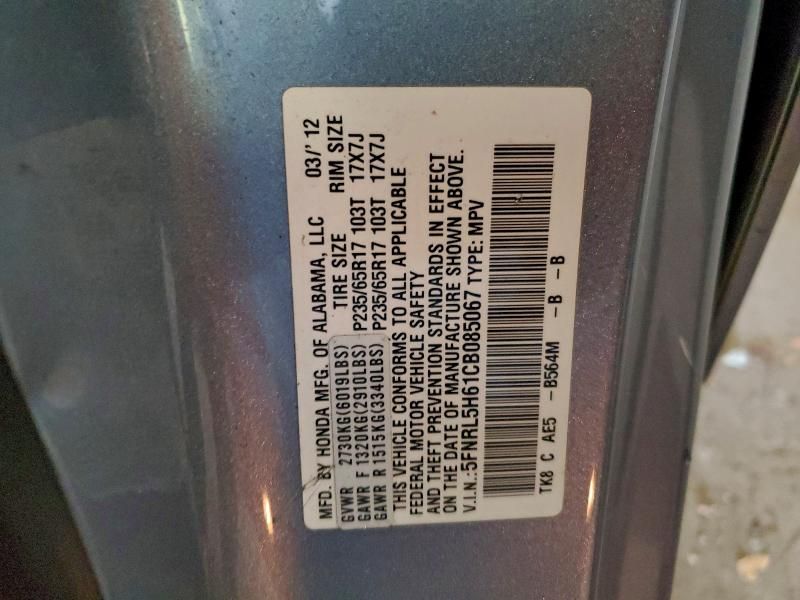 MFD. BY HONDA MFG. OF ALABAMA, LLC 03/'12
TIRE SIZE RIM SIZE
GVWR 2730KG(6019LBS)
GAWR F 1320KG(2910LBS) P235/65R17 103T 17X7J
GAWR R 1515KG(3340LBS) P235/65R17 103T 17X7J
THIS VEHICLE CONFORMS TO ALL APPLICABLE
FEDERAL MOTOR VEHICLE SAFETY
AND THEFT PREVENTION STANDARDS IN EFFECT
ON THE DATE OF MANUFACTURE SHOWN ABOVE.
V.I.N.:5FNRL5H61CB085067 TYPE: MPV
TK8 C AE5 -B564M -B -B